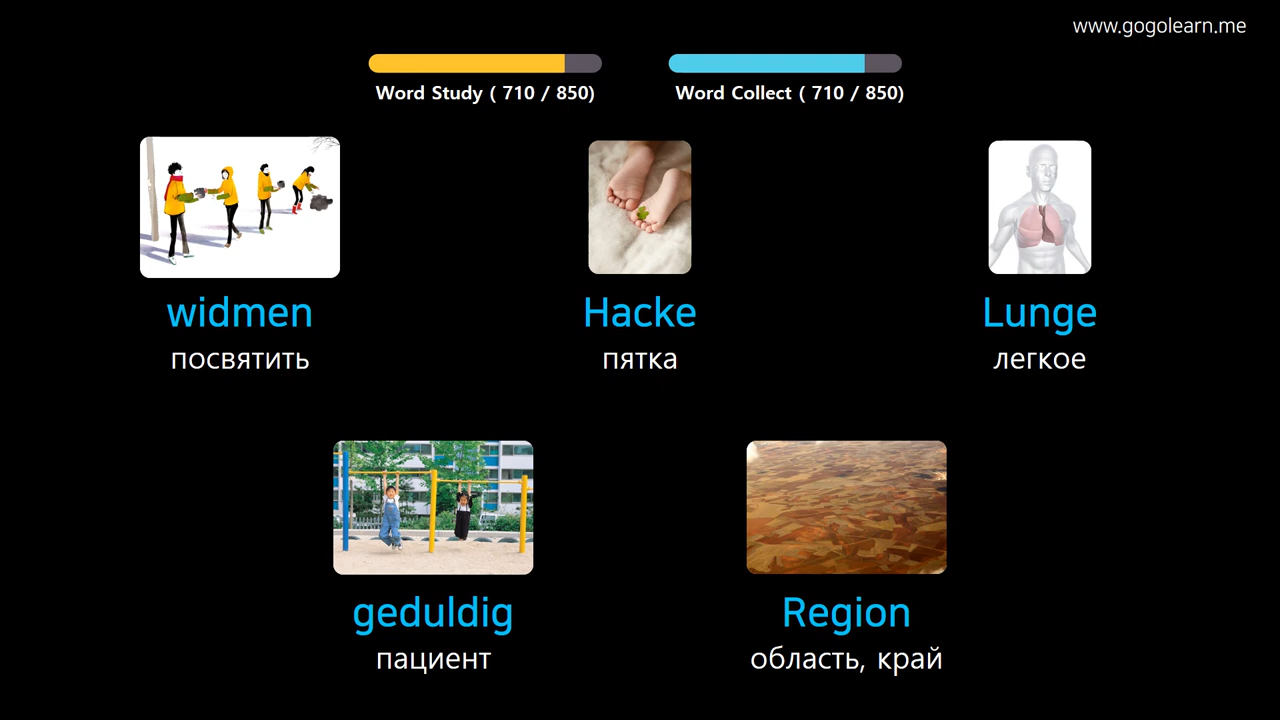 www.gogolearn.me
Word Study ( 710 / 850)
Word Collect ( 710 / 850)
widmen
посвятить
Hacke
пятка
Lunge
легкое
geduldig
пациент
Region
область, край